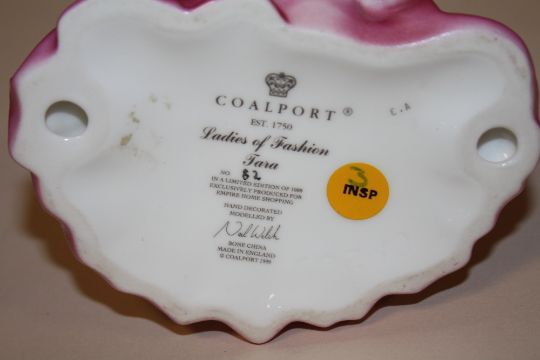 COALPORT®
EST. 1750
Ladies of Fashion
Tara
NO. 82
IN A LIMITED EDITION OF 1989
EXCLUSIVELY PRODUCED FOR
EMPIRE HOME SHOPPING
HAND DECORATED
MODELLED BY
BONE CHINA
MADE IN ENGLAND
© COALPORT 1999
E.A
3
INSP